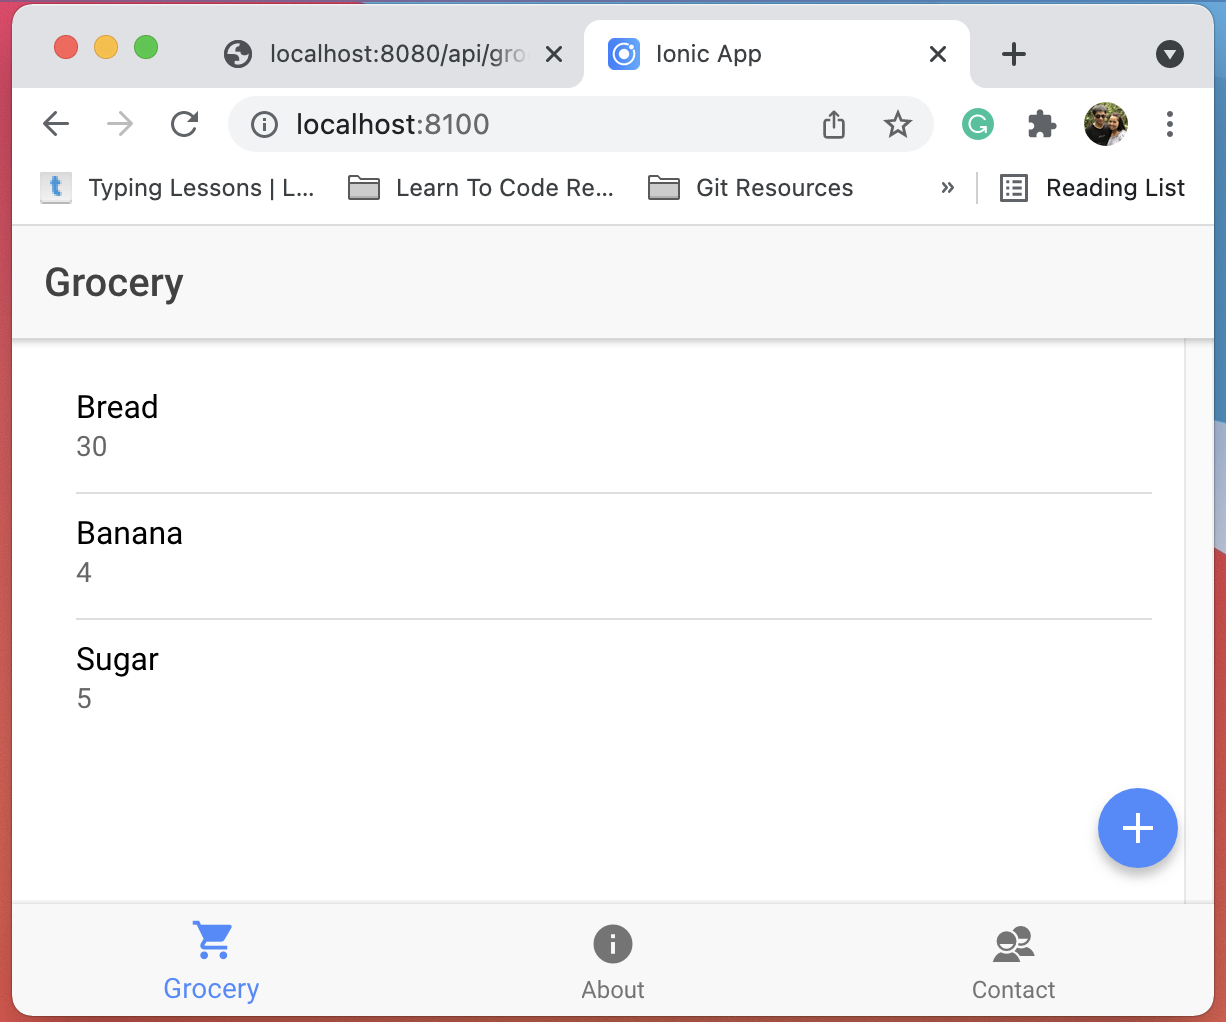 localhost:8080/api/gro
Ionic App
localhost:8100
Typing Lessons | L...
Learn To Code Re...
Git Resources
»
Reading List
Grocery
Bread
30
Banana
4
Sugar
5
Grocery
About
Contact